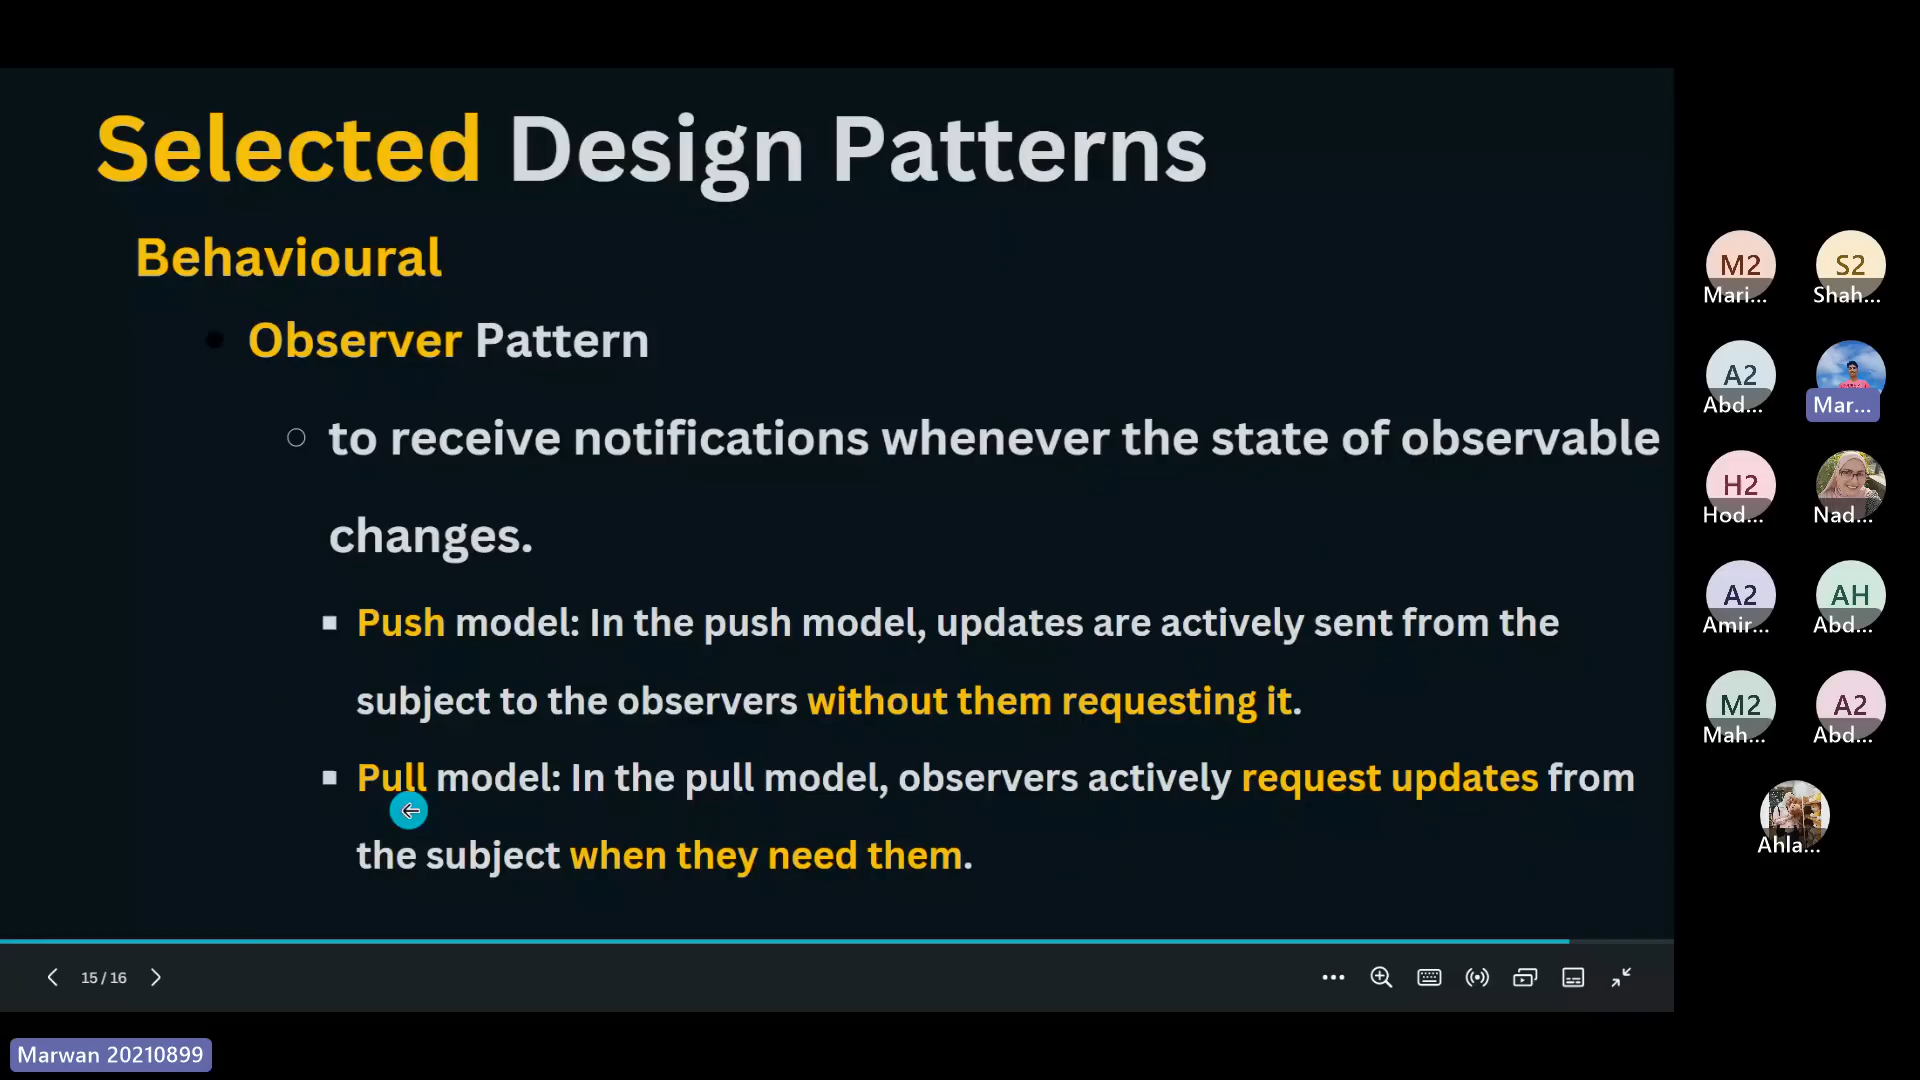 Selected Design Patterns
Behavioural
Observer Pattern
to receive notifications whenever the state of observable
changes.
Push model: In the push model, updates are actively sent from the
subject to the observers without them requesting it.
Pull model: In the pull model, observers actively request updates from
the subject when they need them.
15 / 16
M2
Mari...
S2
Shah...
A2
Abd...
Mar...
H2
Hod...
Nad...
A2
Amir...
AH
Abd...
M2
Mah...
A2
Abd...
Ahla...
Marwan 20210899